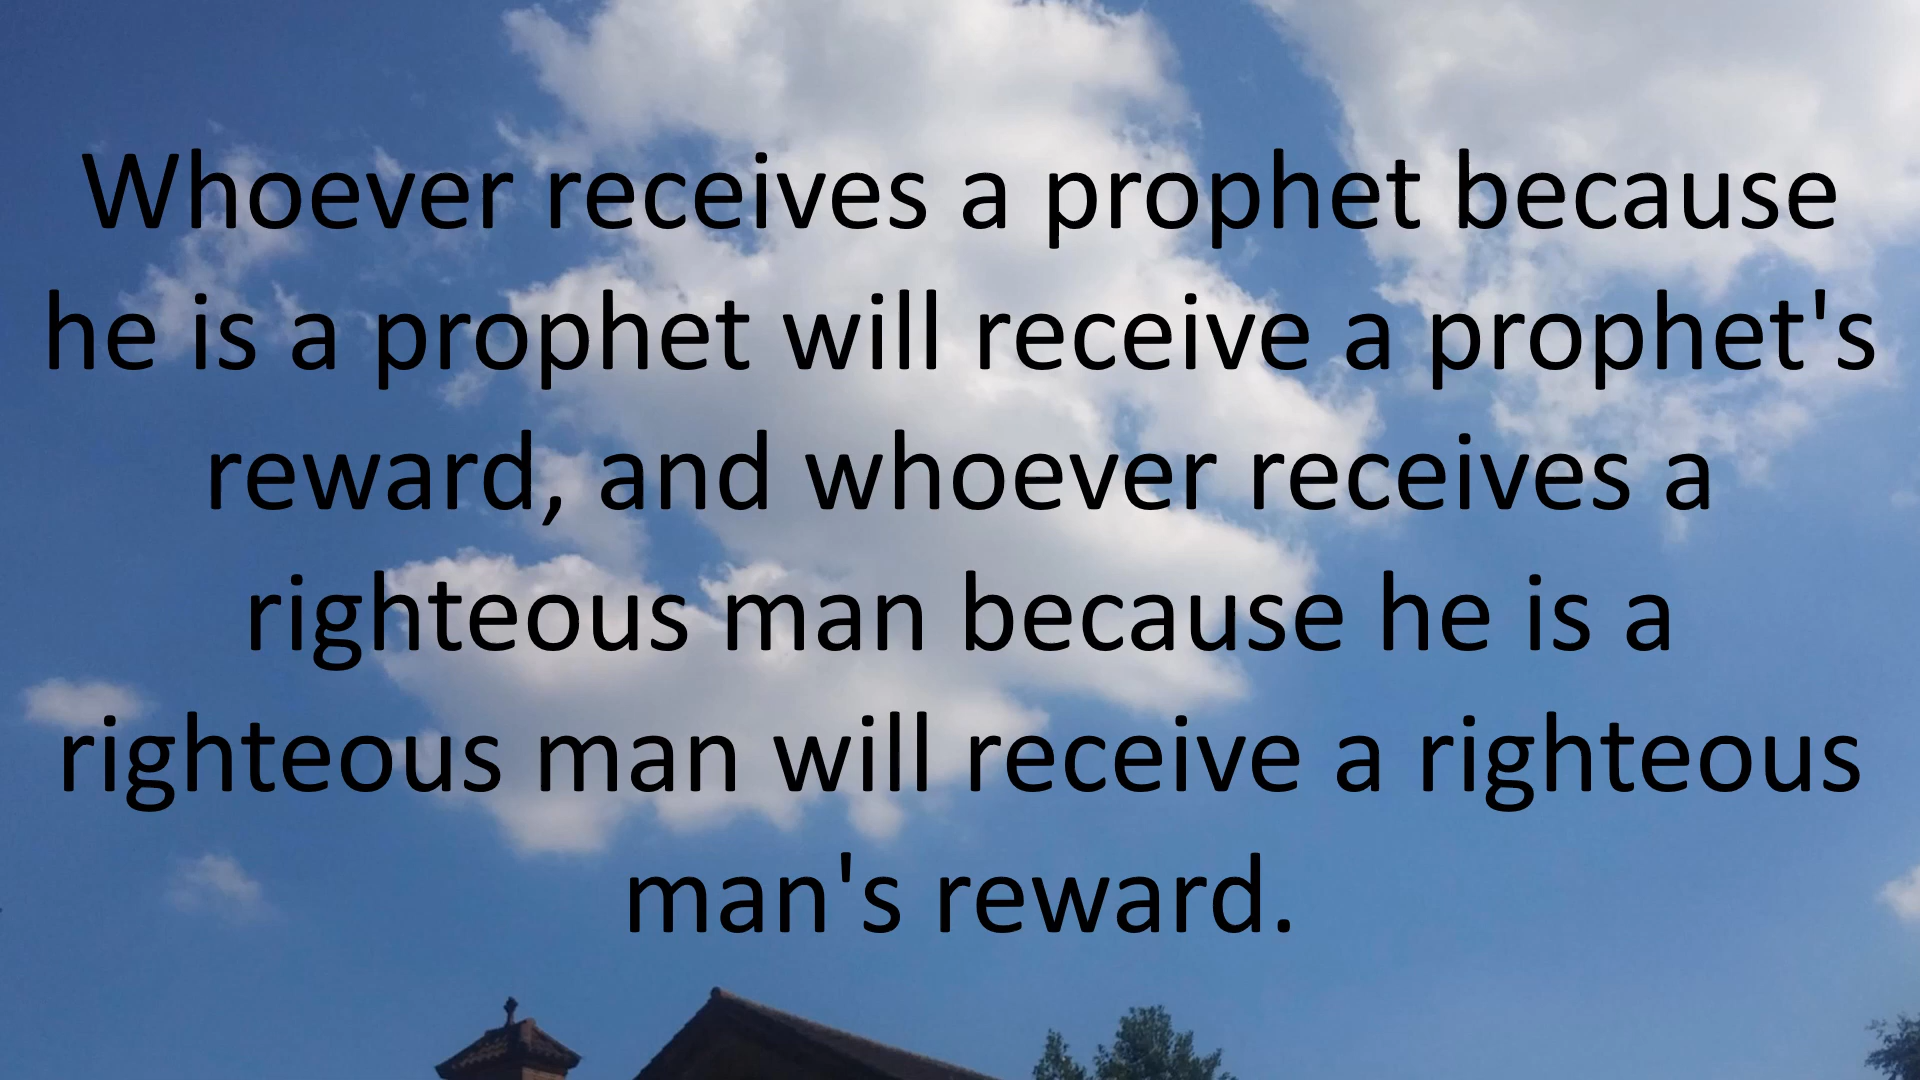 Whoever receives a prophet because
he is a prophet will receive a prophet's
reward, and whoever receives a
righteous man because he is a
righteous man will receive a righteous
man's reward.